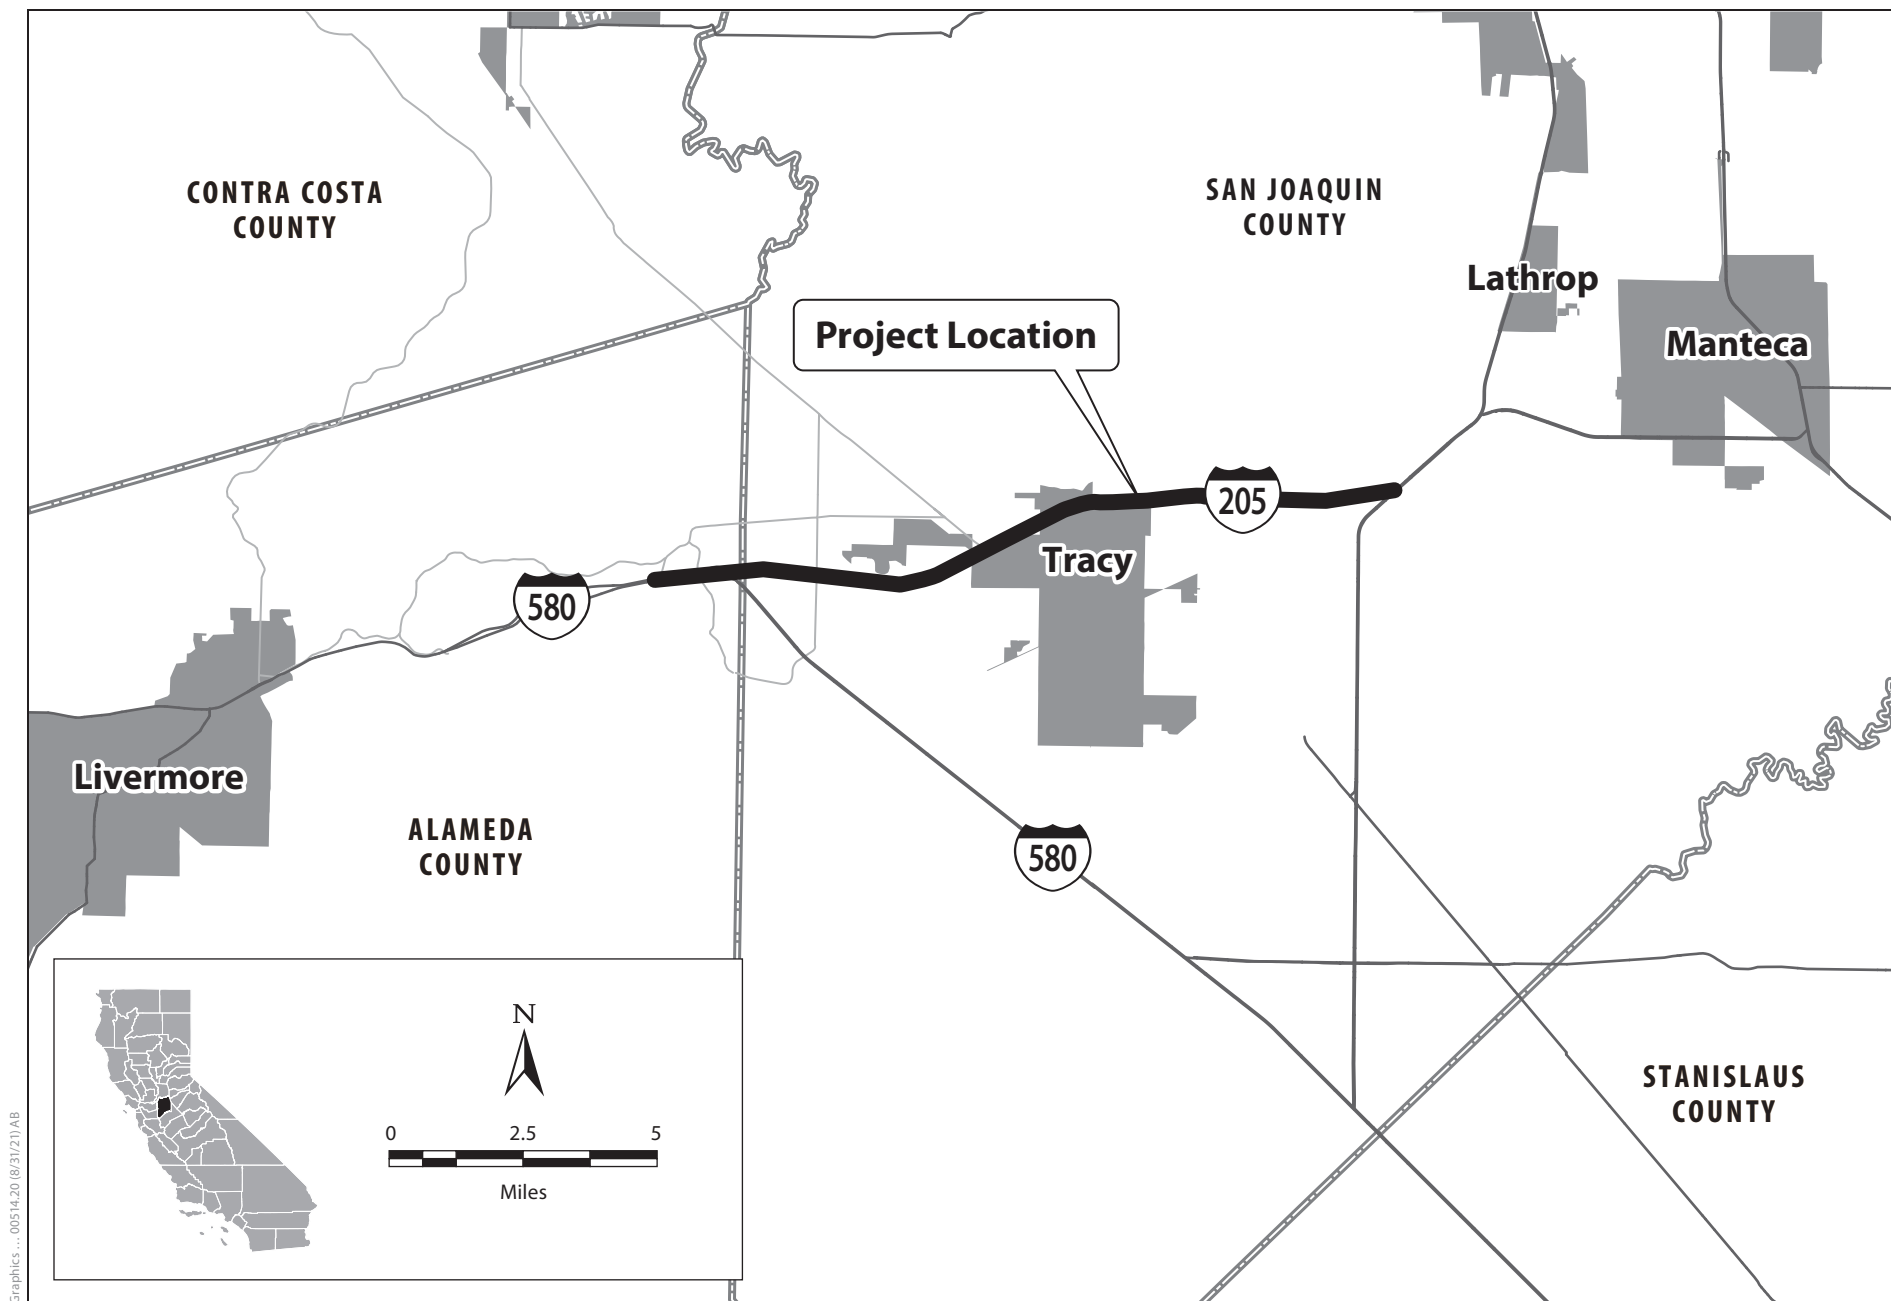 CONTRA COSTA
COUNTY
SAN JOAQUIN
COUNTY
Lathrop
Project Location
Manteca
205
Tracy
580
Livermore
ALAMEDA
COUNTY
580
STANISLAUS
COUNTY
N
0 2.5 5
Miles
Graphics … 00514.20 (8/31/21) AB